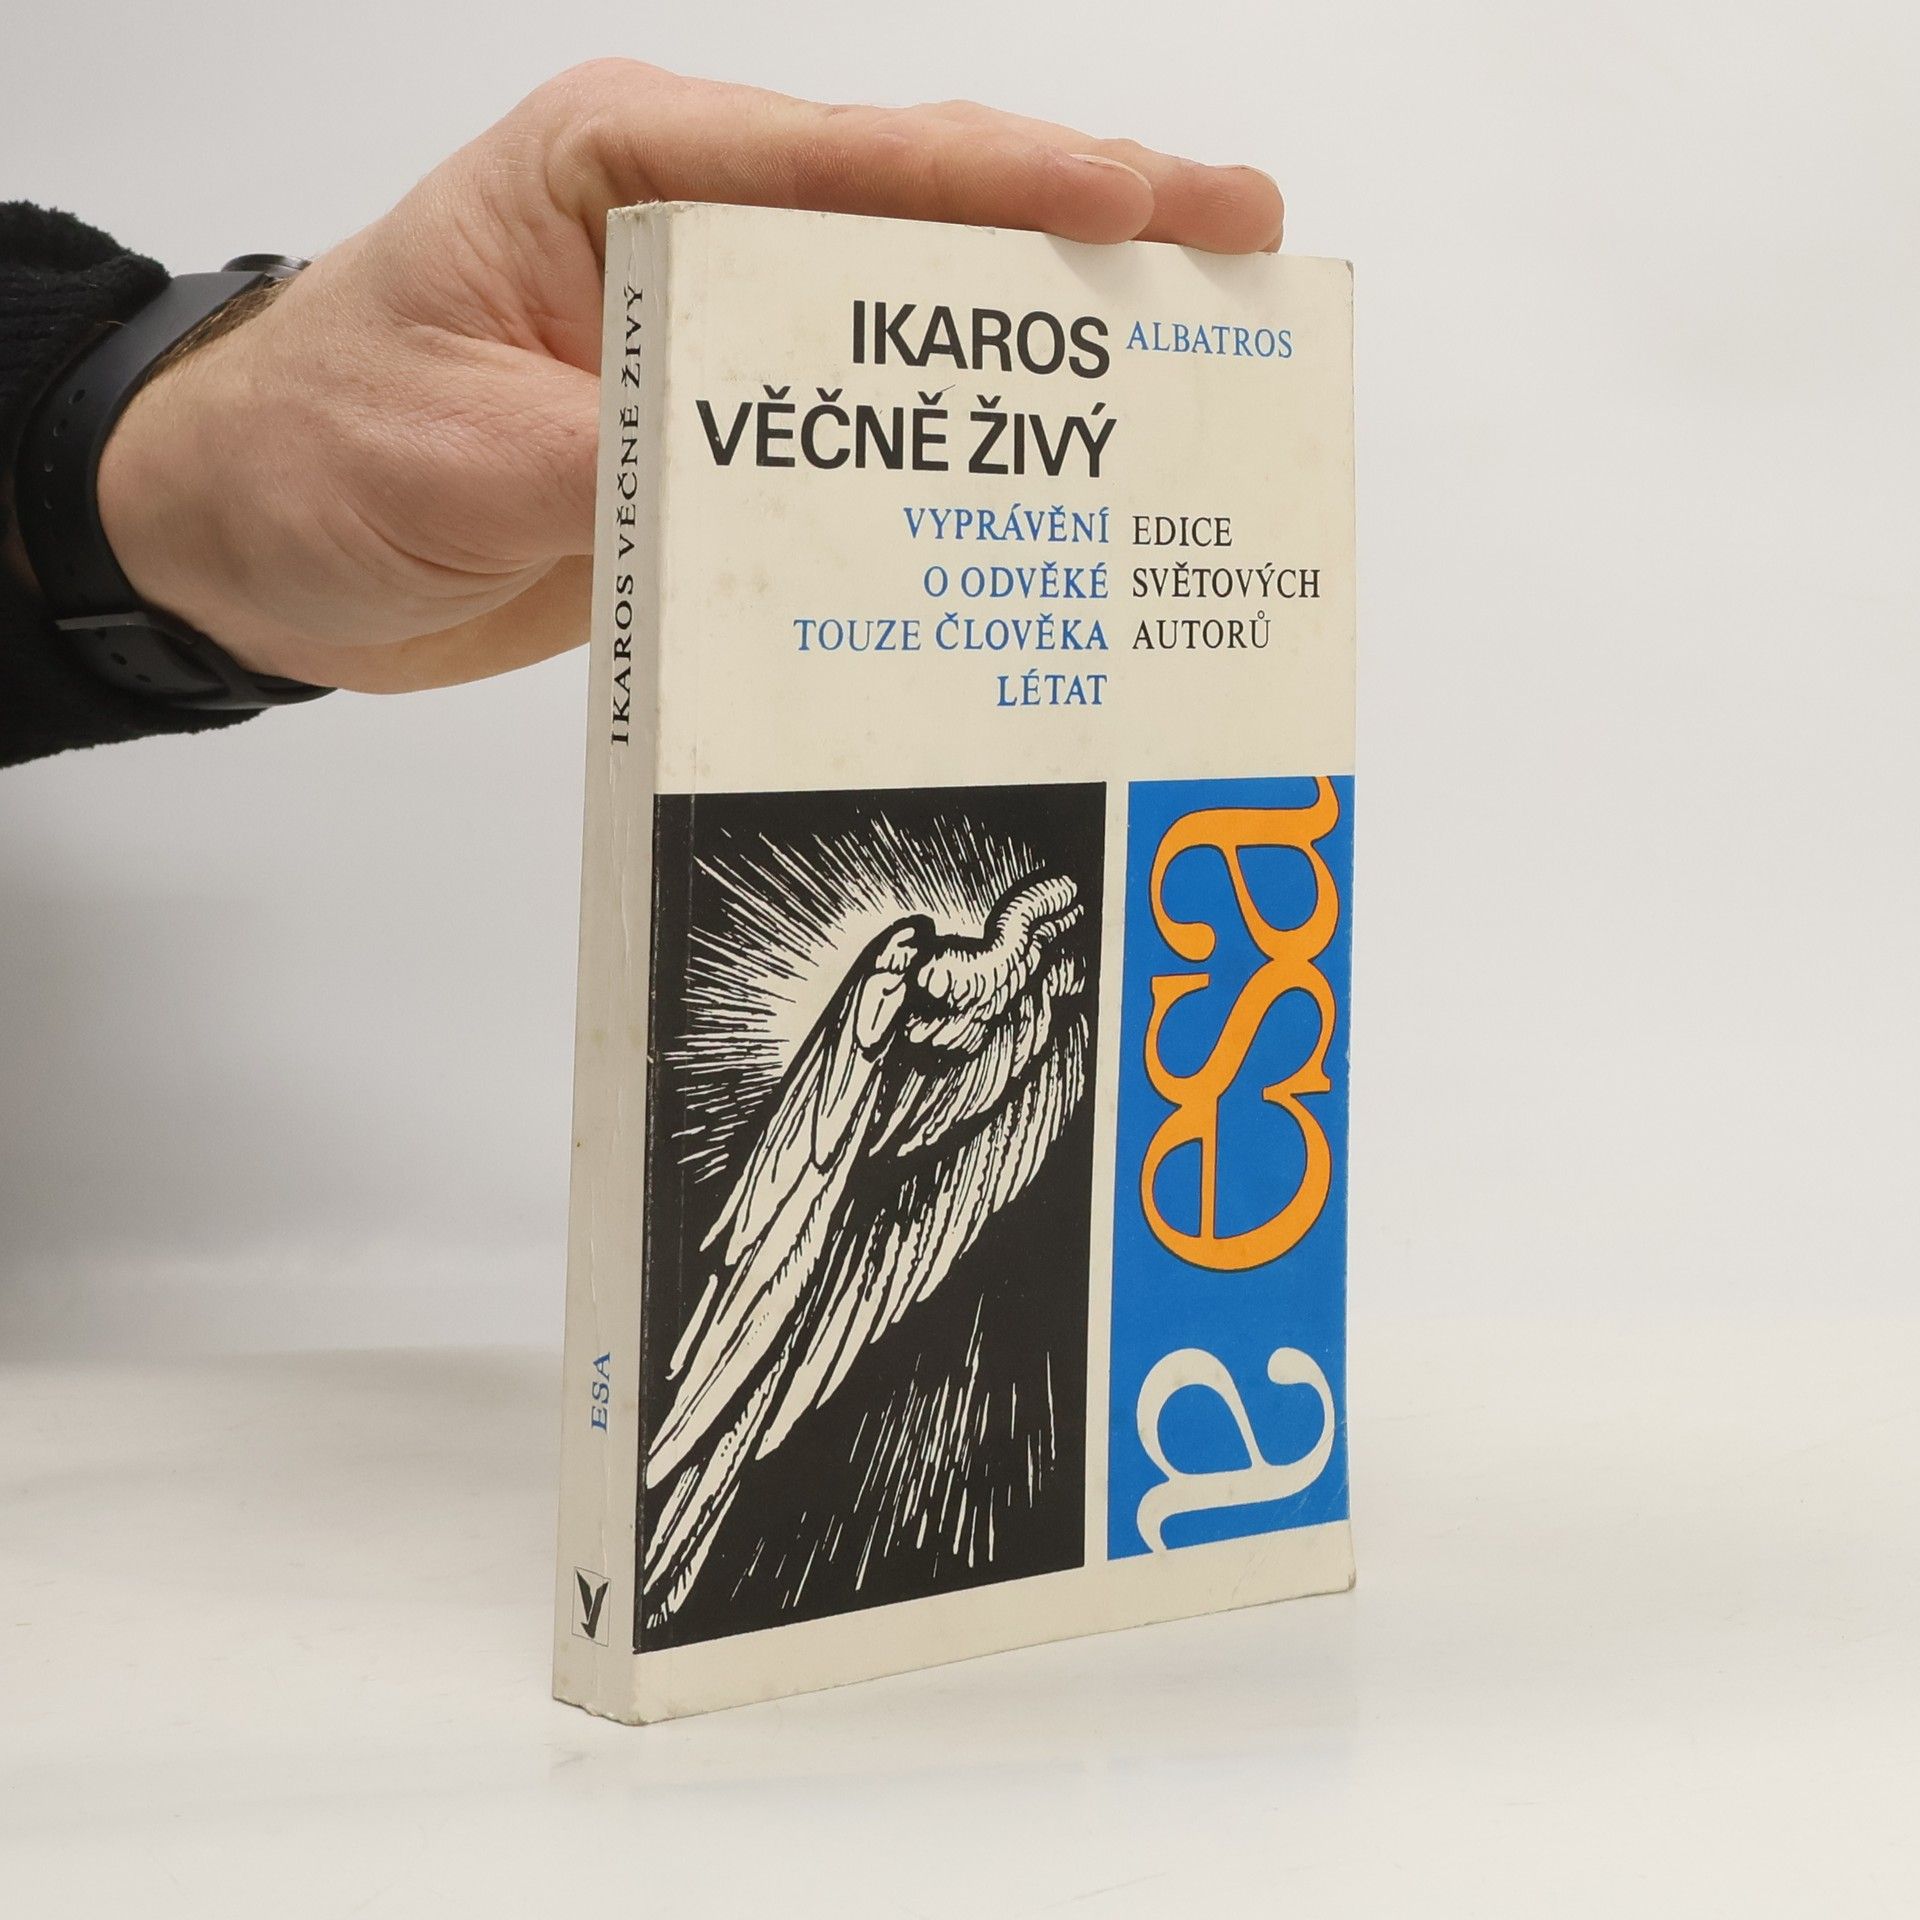 IKAROS VĚČNĚ ŽIVÝ
ESA
IKAROS
VĚČNĚ ŽIVÝ
ALBATROS
VYPRÁVĚNÍ
O ODVĚKÉ
TOUZE ČLOVĚKA
LÉTAT
EDICE
SVĚTOVÝCH
AUTORŮ
esa